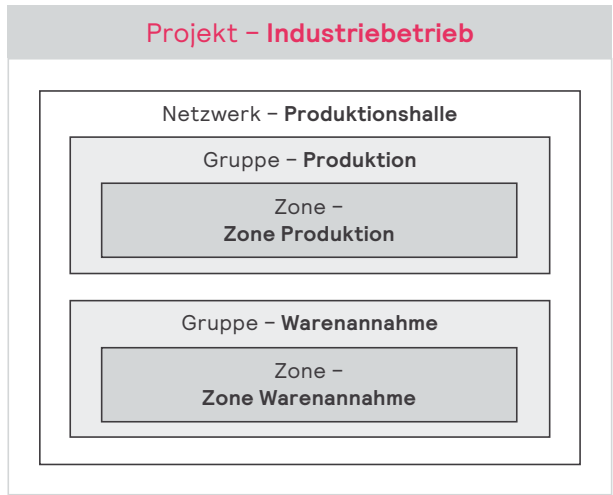 Projekt – Industriebetrieb
Netzwerk – Produktionshalle
Gruppe – Produktion
Zone –
Zone Produktion
Gruppe – Warenannahme
Zone –
Zone Warenannahme